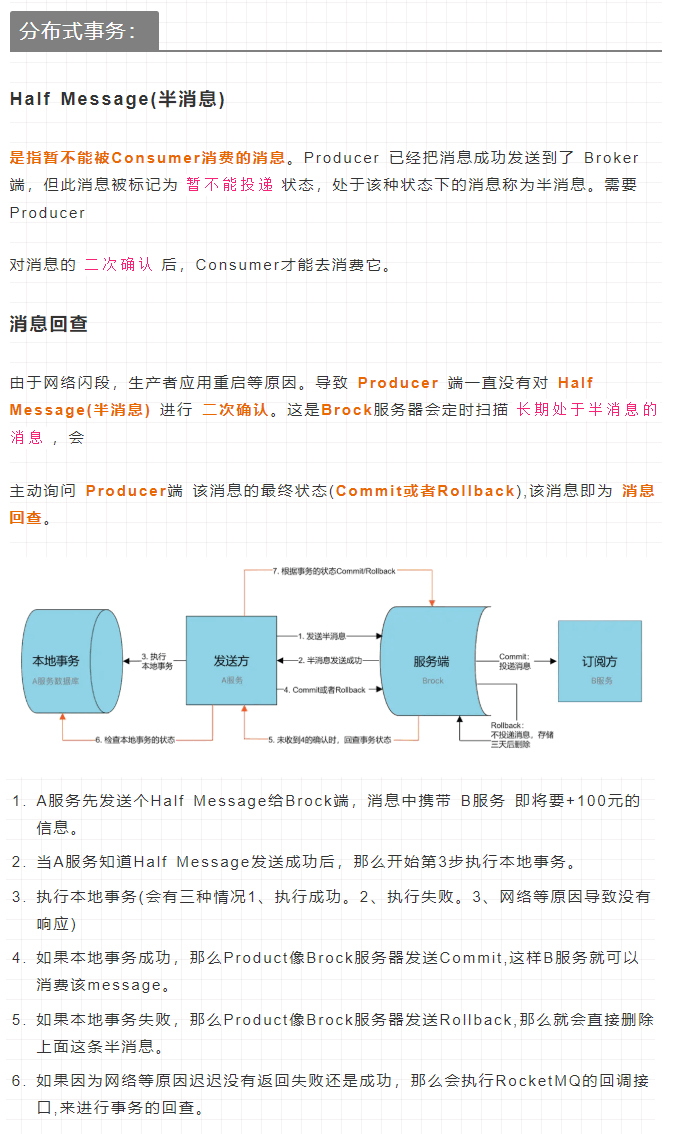 分布式事务：
Half Message(半消息)
是指暂不能被Consumer消费的消息。Producer 已经把消息成功发送到了 Broker
端，但此消息被标记为 暂不能投递 状态，处于该种状态下的消息称为半消息。需要
Producer
对消息的 二次确认 后，Consumer才能去消费它。
消息回查
由于网络闪段，生产者应用重启等原因。导致 Producer 端一直没有对 Half
Message(半消息) 进行 二次确认。这是Brock服务器会定时扫描 长期处于半消息的
消息 ，会
主动询问 Producer端 该消息的最终状态(Commit或者Rollback),该消息即为 消息
回查。
7. 根据事务的状态Commit/Rollback
本地事务
A服务数据库
3. 执行
本地事务
发送方
A服务
1. 发送半消息
2. 半消息发送成功
4. Commit或者Rollback
服务端
Brock
Commit：
投递消息
订阅方
B服务
Rollback：
不投递消息，存储
三天后删除
6. 检查本地事务的状态
5. 未收到4的确认时，回查事务状态
1. A服务先发送个Half Message给Brock端，消息中携带 B服务 即将要+100元的
信息。
2. 当A服务知道Half Message发送成功后，那么开始第3步执行本地事务。
3. 执行本地事务(会有三种情况1、执行成功。2、执行失败。3、网络等原因导致没有
响应)
4. 如果本地事务成功，那么Product像Brock服务器发送Commit,这样B服务就可以
消费该message。
5. 如果本地事务失败，那么Product像Brock服务器发送Rollback,那么就会直接删除
上面这条半消息。
6. 如果因为网络等原因迟迟没有返回失败还是成功，那么会执行RocketMQ的回调接
口,来进行事务的回查。